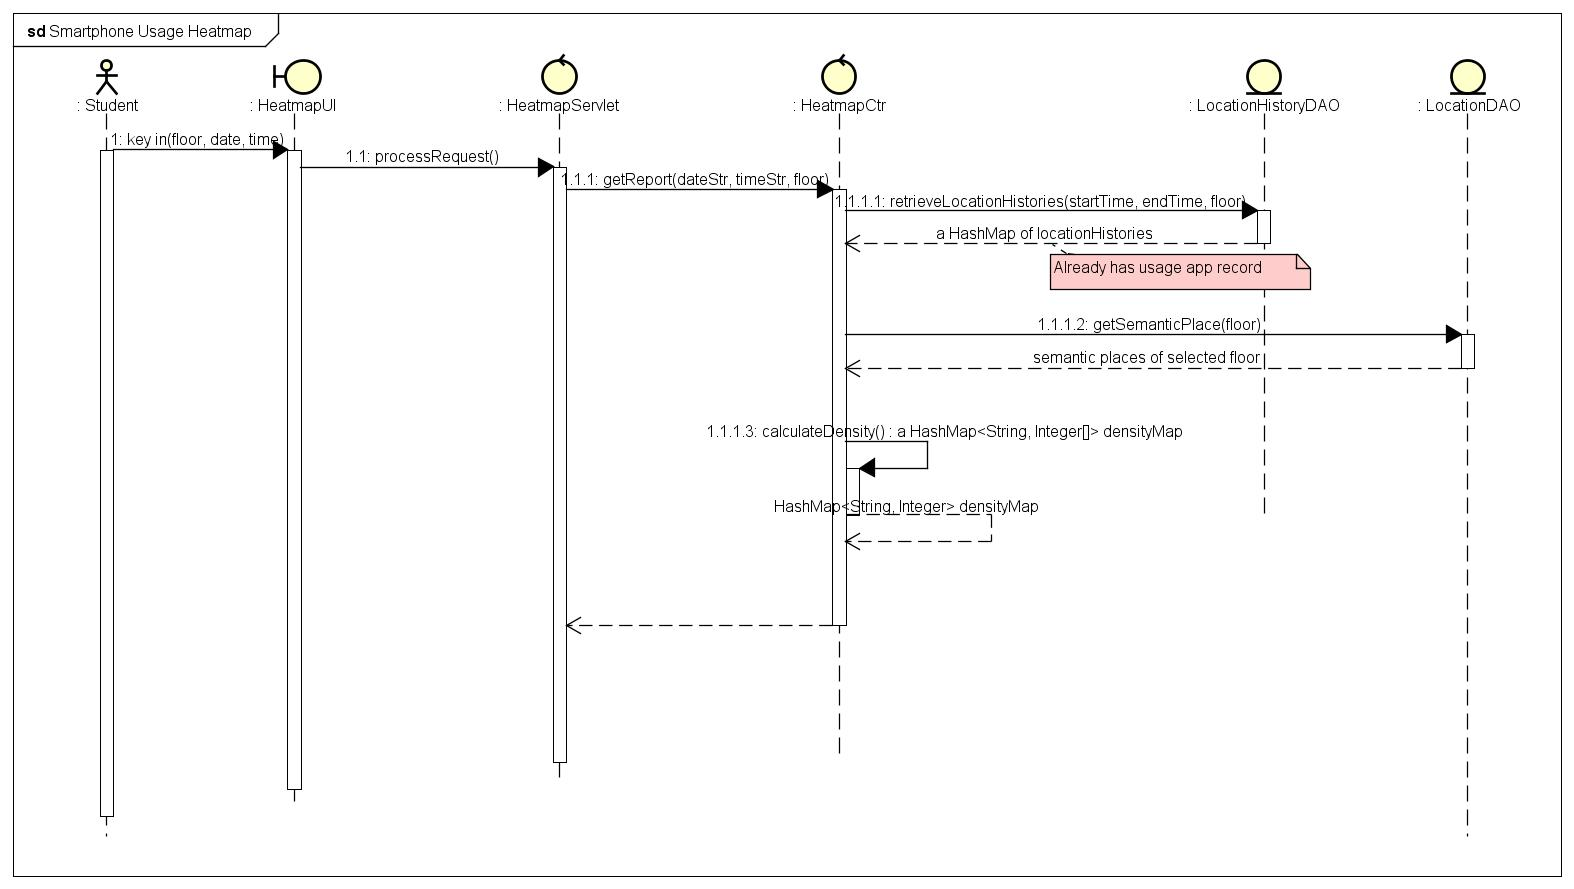 sd Smartphone Usage Heatmap
: Student
: HeatmapUI
: HeatmapServlet
: HeatmapCtr
: LocationHistoryDAO
: LocationDAO
1: key in(floor, date, time)
1.1: processRequest()
1.1.1: getReport(dateStr, timeStr, floor)
1.1.1.1: retrieveLocationHistories(startTime, endTime, floor)
a HashMap of locationHistories
Already has usage app record
1.1.1.2: getSemanticPlace(floor)
semantic places of selected floor
1.1.1.3: calculateDensity() : a HashMap<String, Integer[]> densityMap
HashMap<String, Integer> densityMap